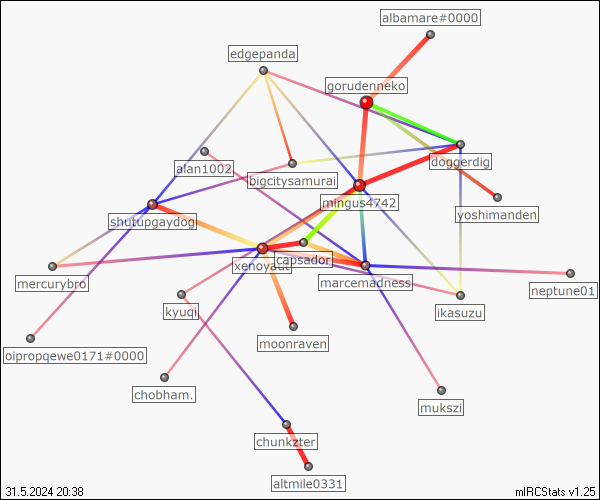 albamare#0000
edgepanda
gorudenneko
doggerdig
alan1002
bigcitysamurai
mingus4742
yoshimanden
shutupgaydog
xenoyaut
capsador
mercurybro
marcemadness
neptune01
kyuqi
ikasuzu
oipropqewe0171#0000
moonraven
chobham.
mukszi
chunkzter
altmile0331
31.5.2024 20:38
mIRCStats v1.25